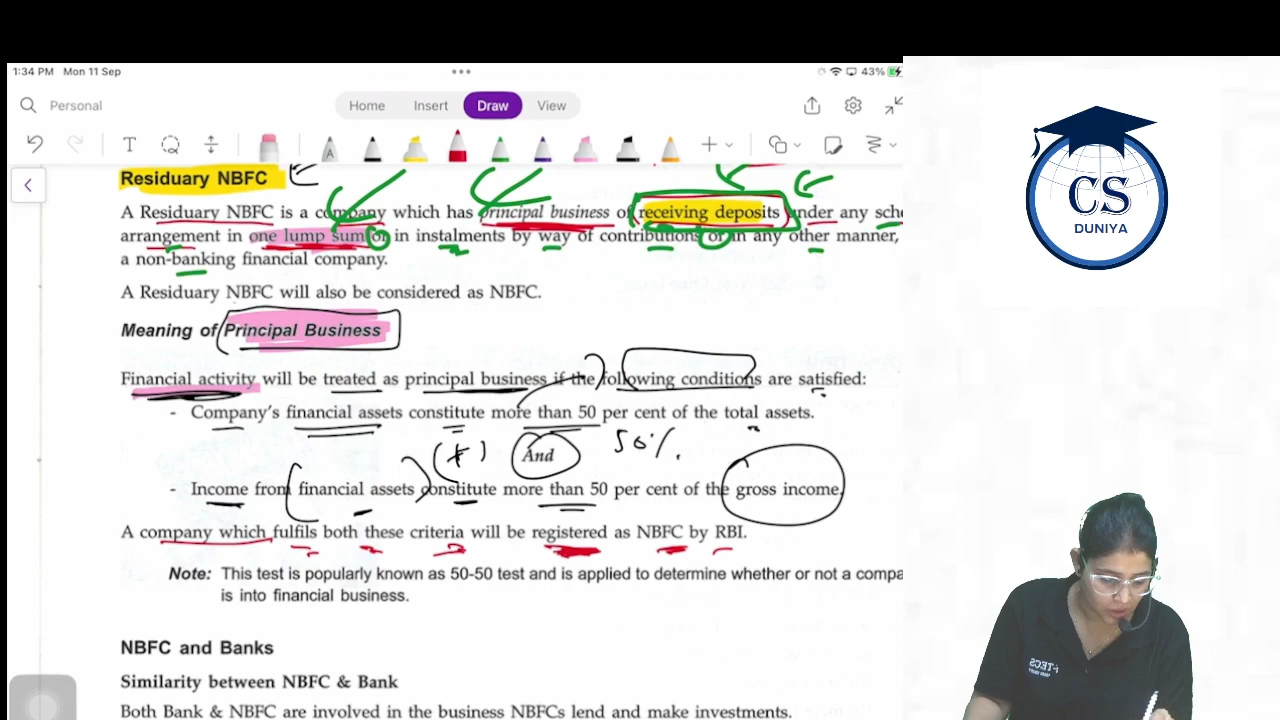 1:34 PM Mon 11 Sep
43%
Personal
Home Insert Draw View
T
A
Residuary NBFC
A Residuary NBFC is a company which has principal business of receiving deposits under any
arrangement in one lump sum or in instalments by way of contributions or in any other manner,
a non-banking financial company.
A Residuary NBFC will also be considered as NBFC.
Meaning of Principal Business
Financial activity will be treated as principal business if the following conditions are satisfied:
- Company's financial assets constitute more than 50 per cent of the total assets.
(+) And 50%.
- Income from financial assets constitute more than 50 per cent of the gross income.
A company which fulfils both these criteria will be registered as NBFC by RBI.
Note: This test is popularly known as 50-50 test and is applied to determine whether or not a
is into financial business.
NBFC and Banks
Similarity between NBFC & Bank
Both Bank & NBFC are involved in the business NBFCs lend and make investments.
CS
DUNIYA